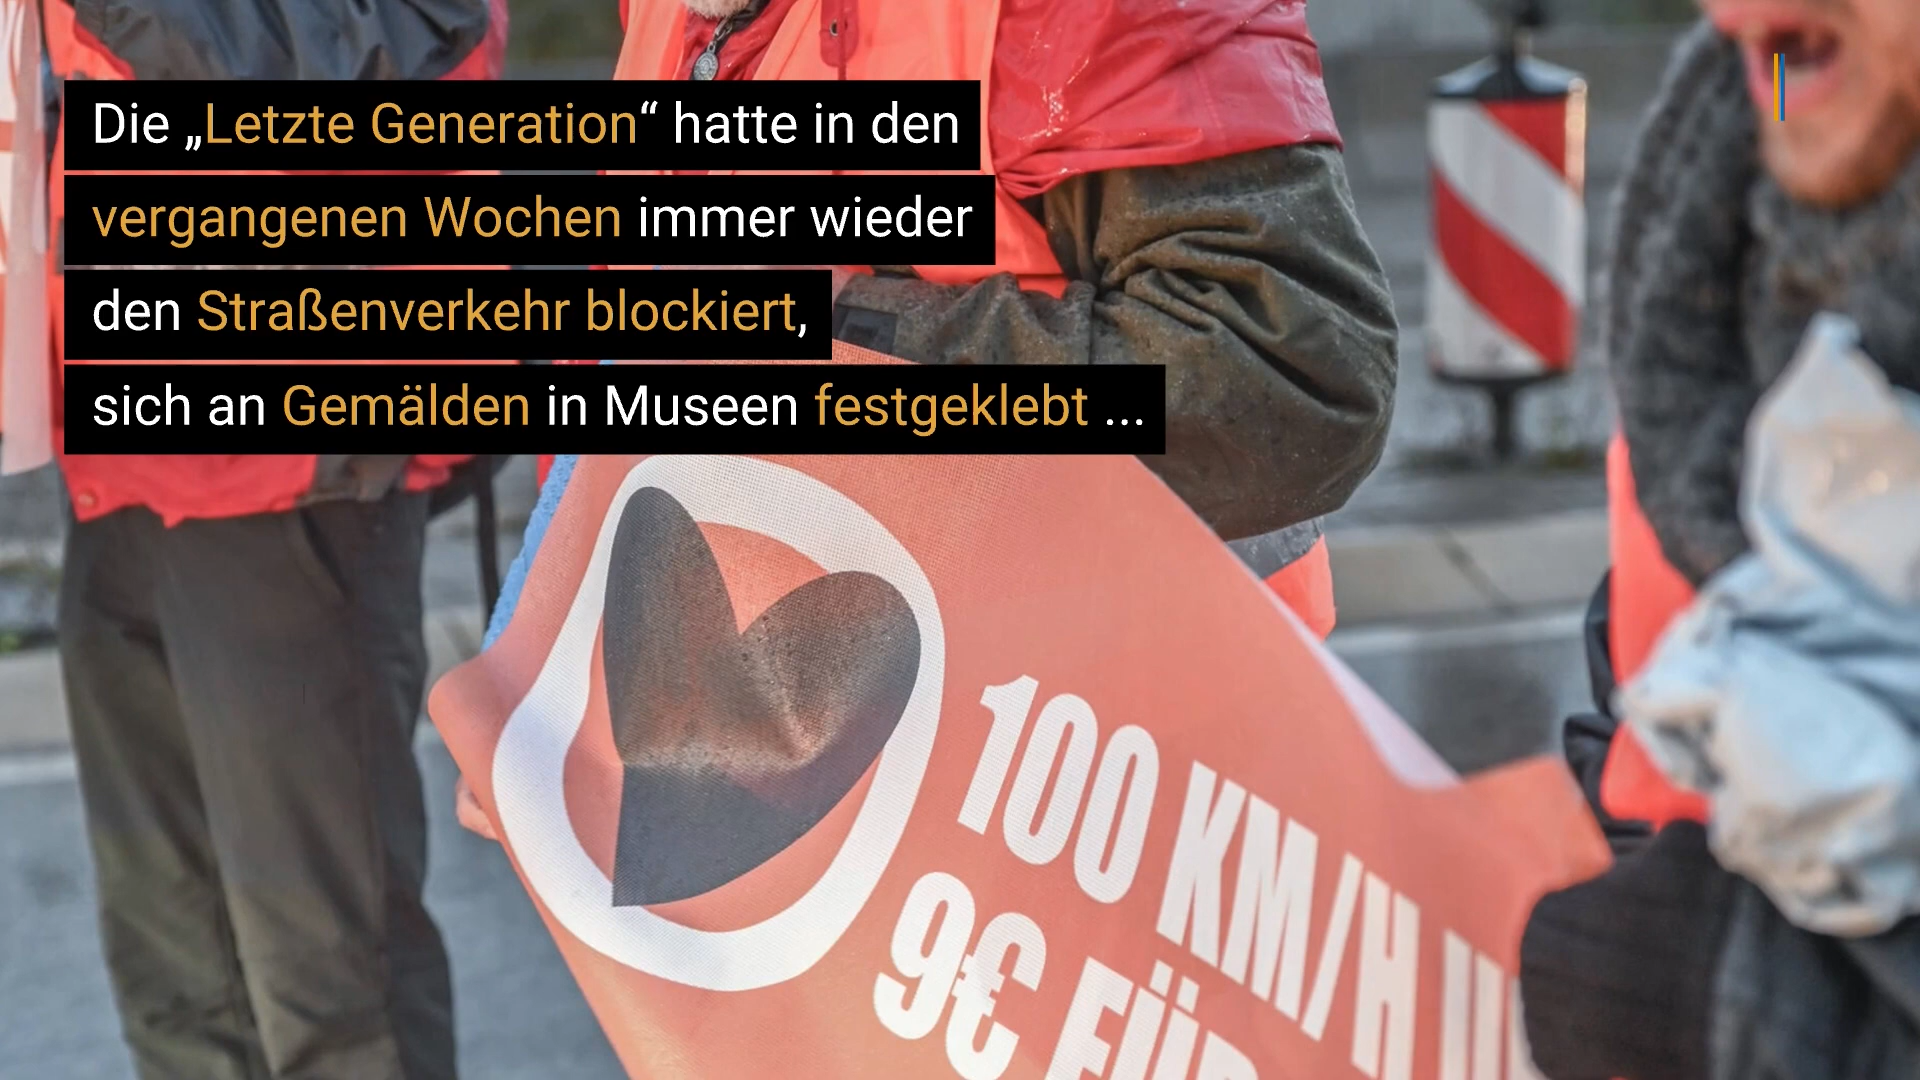 Die „Letzte Generation“ hatte in den
vergangenen Wochen immer wieder
den Straßenverkehr blockiert,
sich an Gemälden in Museen festgeklebt ...
100 KM/H
9€ FÜR